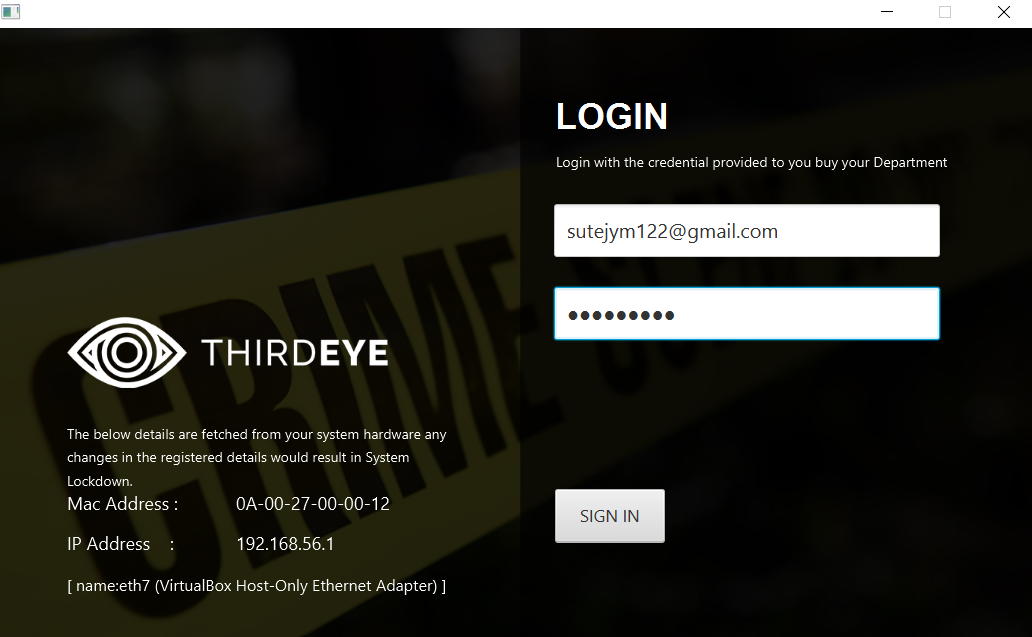 LOGIN
Login with the credential provided to you buy your Department
sutejym122@gmail.com
●●●●●●●●●
SIGN IN
THIRDEYE
The below details are fetched from your system hardware any
changes in the registered details would result in System
Lockdown.
Mac Address : 0A-00-27-00-00-12
IP Address : 192.168.56.1
[ name:eth7 (VirtualBox Host-Only Ethernet Adapter) ]
CRIME SCENE